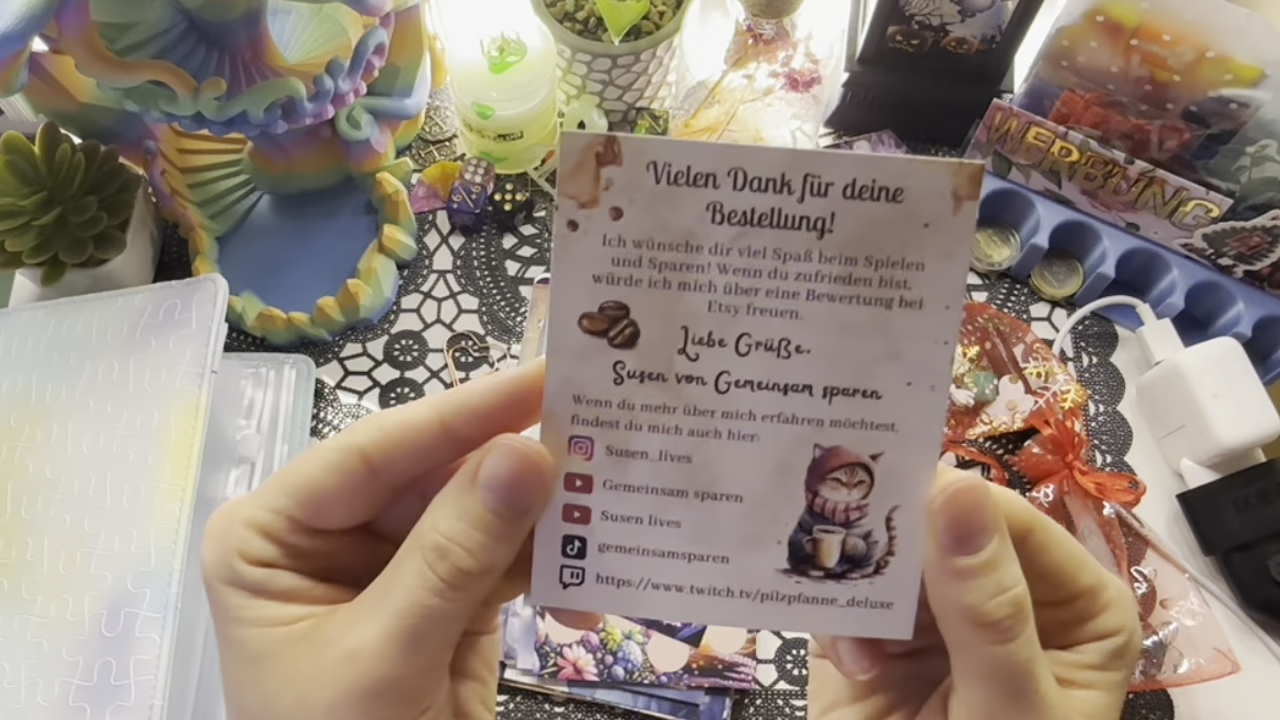 Vielen Dank für deine
Bestellung!
Ich wünsche dir viel Spaß beim Spielen
und Sparen! Wenn du zufrieden bist,
würde ich mich über eine Bewertung bei
Etsy freuen.
Liebe Grüße,
Susen von Gemeinsam sparen
Wenn du mehr über mich erfahren möchtest,
findest du mich auch hier:
Susen_lives
Gemeinsam sparen
Susen lives
gemeinsamsparen
https://www.twitch.tv/pilzpfanne_deluxe
WERBUNG